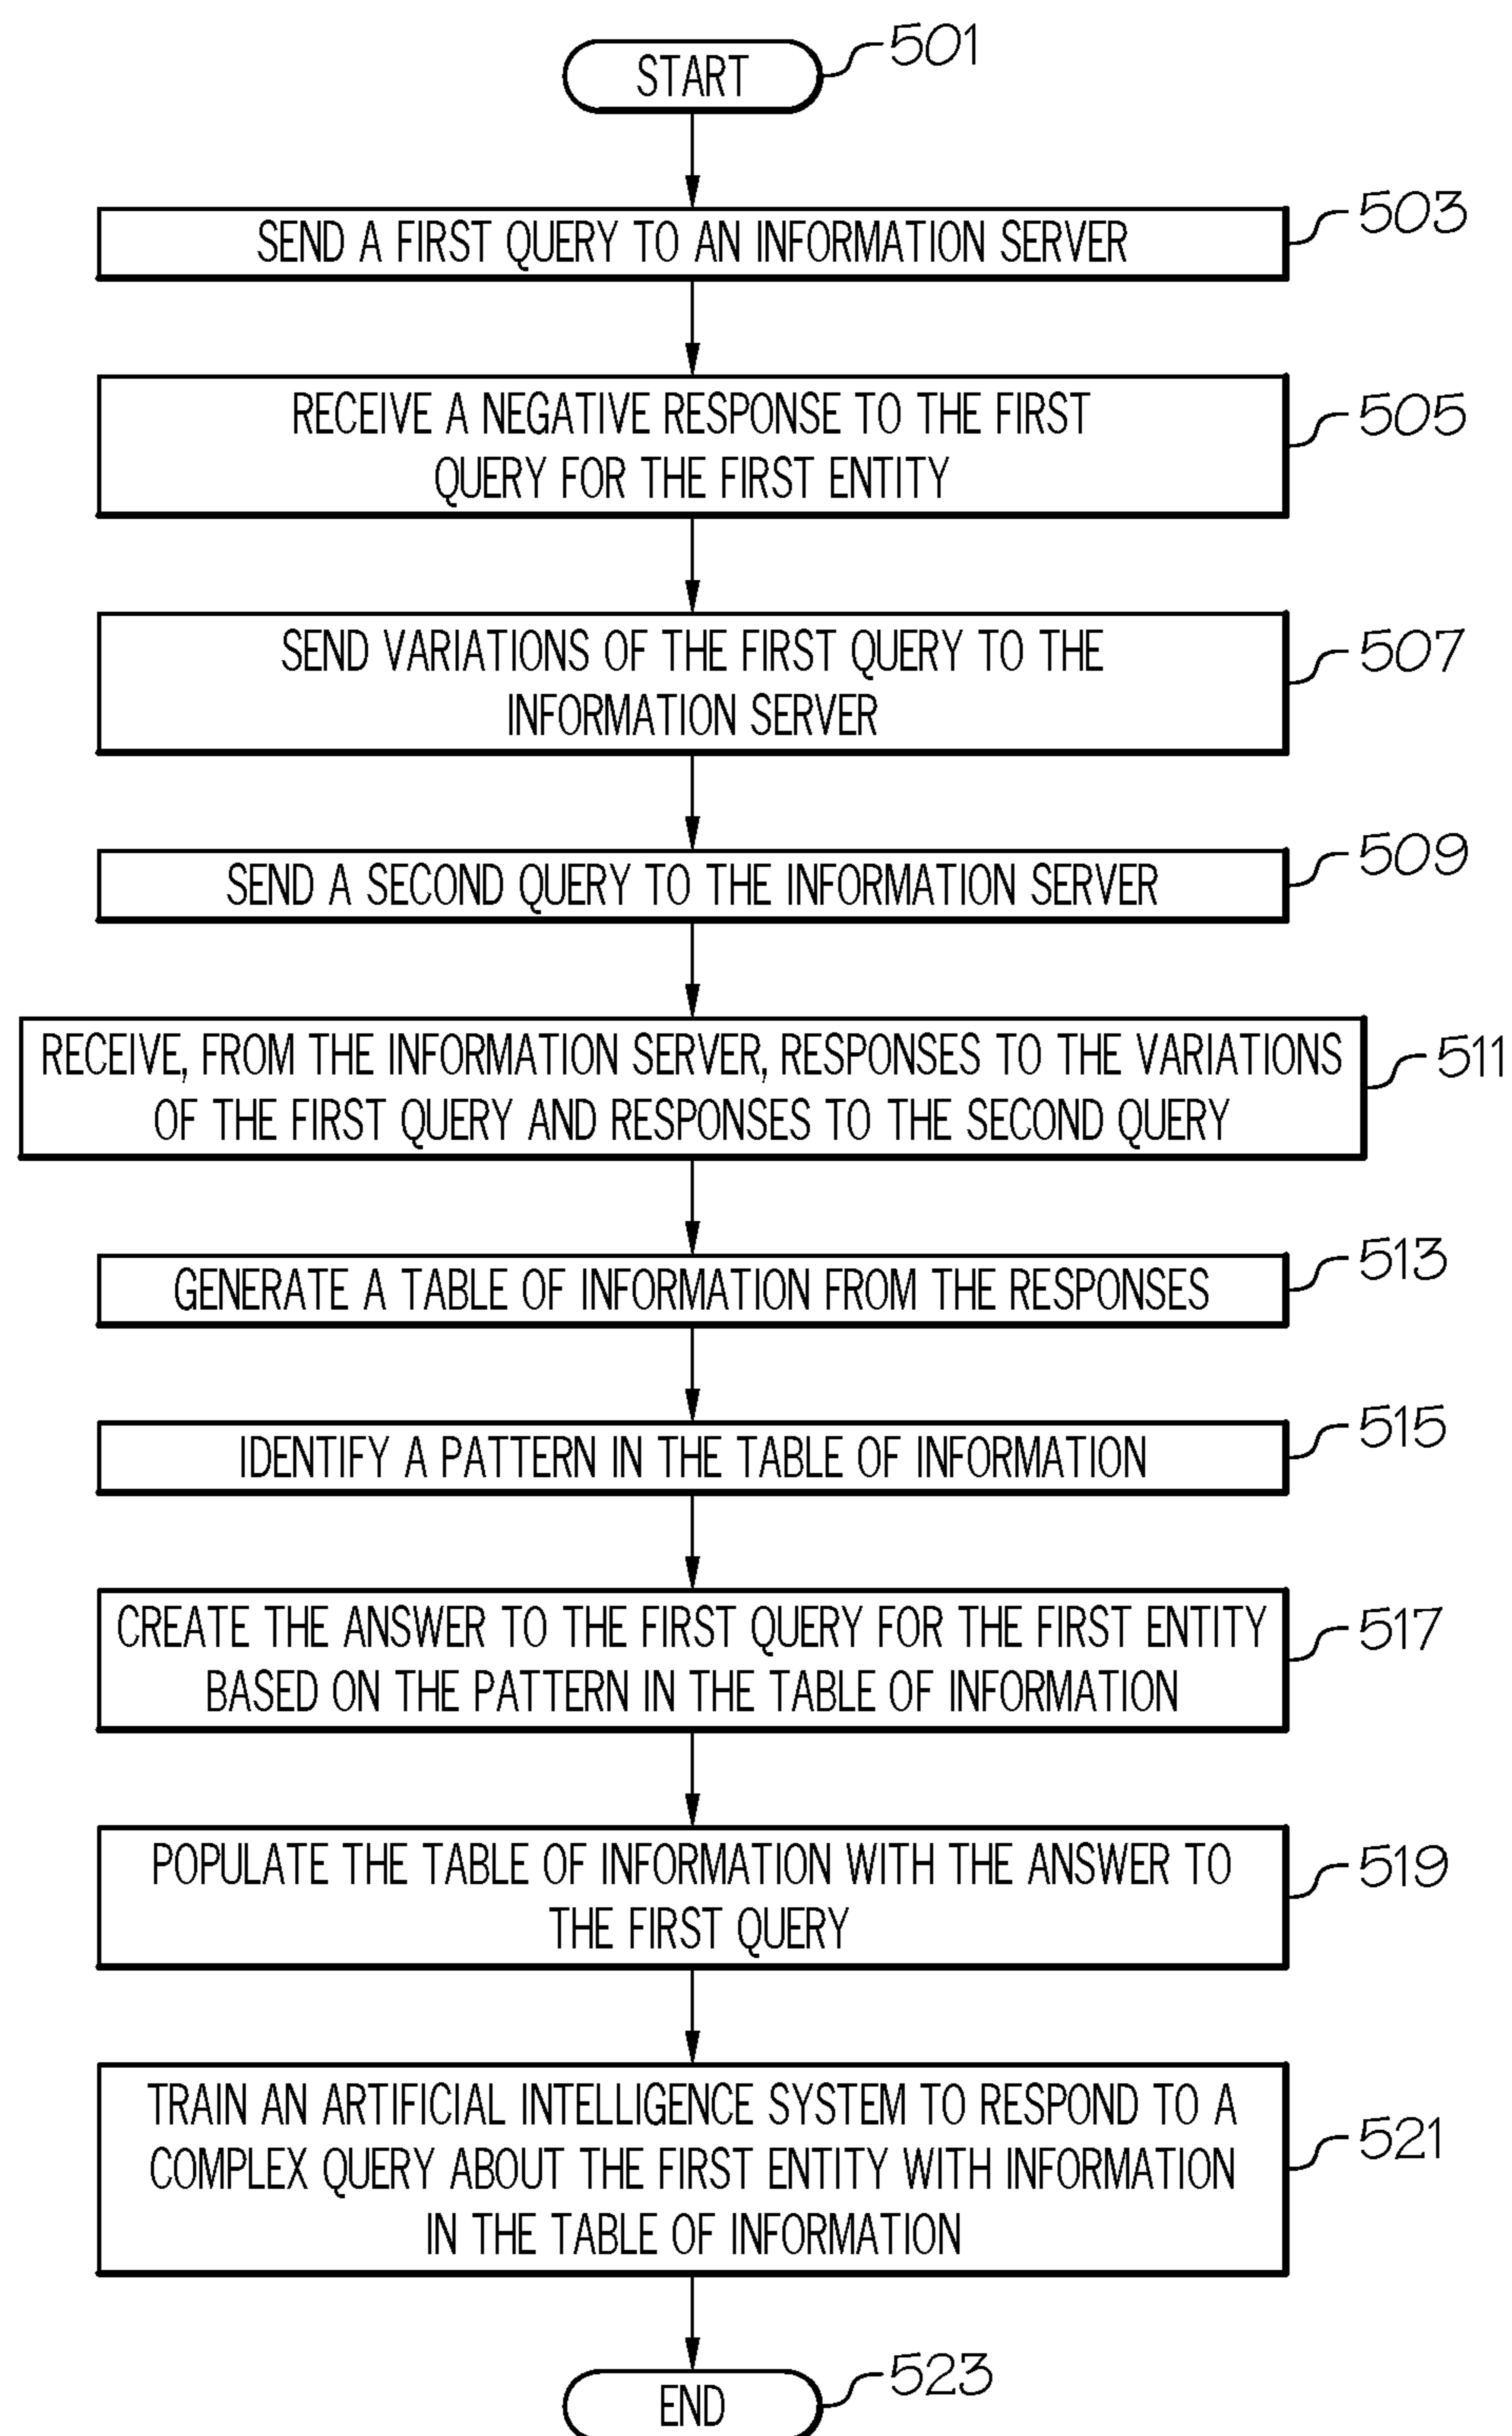 START
501
SEND A FIRST QUERY TO AN INFORMATION SERVER
503
RECEIVE A NEGATIVE RESPONSE TO THE FIRST
QUERY FOR THE FIRST ENTITY
505
SEND VARIATIONS OF THE FIRST QUERY TO THE
INFORMATION SERVER
507
SEND A SECOND QUERY TO THE INFORMATION SERVER
509
RECEIVE, FROM THE INFORMATION SERVER, RESPONSES TO THE VARIATIONS
OF THE FIRST QUERY AND RESPONSES TO THE SECOND QUERY
511
GENERATE A TABLE OF INFORMATION FROM THE RESPONSES
513
IDENTIFY A PATTERN IN THE TABLE OF INFORMATION
515
CREATE THE ANSWER TO THE FIRST QUERY FOR THE FIRST ENTITY
BASED ON THE PATTERN IN THE TABLE OF INFORMATION
517
POPULATE THE TABLE OF INFORMATION WITH THE ANSWER TO
THE FIRST QUERY
519
TRAIN AN ARTIFICIAL INTELLIGENCE SYSTEM TO RESPOND TO A
COMPLEX QUERY ABOUT THE FIRST ENTITY WITH INFORMATION
IN THE TABLE OF INFORMATION
521
END
523